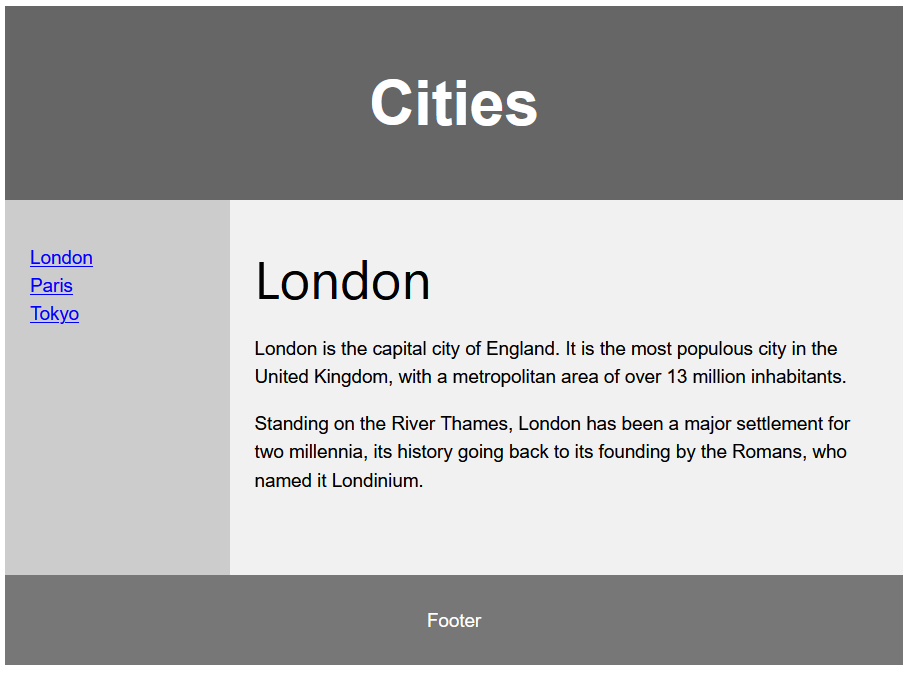 Cities
London
Paris
Tokyo
London
London is the capital city of England. It is the most populous city in the
United Kingdom, with a metropolitan area of over 13 million inhabitants.
Standing on the River Thames, London has been a major settlement for
two millennia, its history going back to its founding by the Romans, who
named it Londinium.
Footer